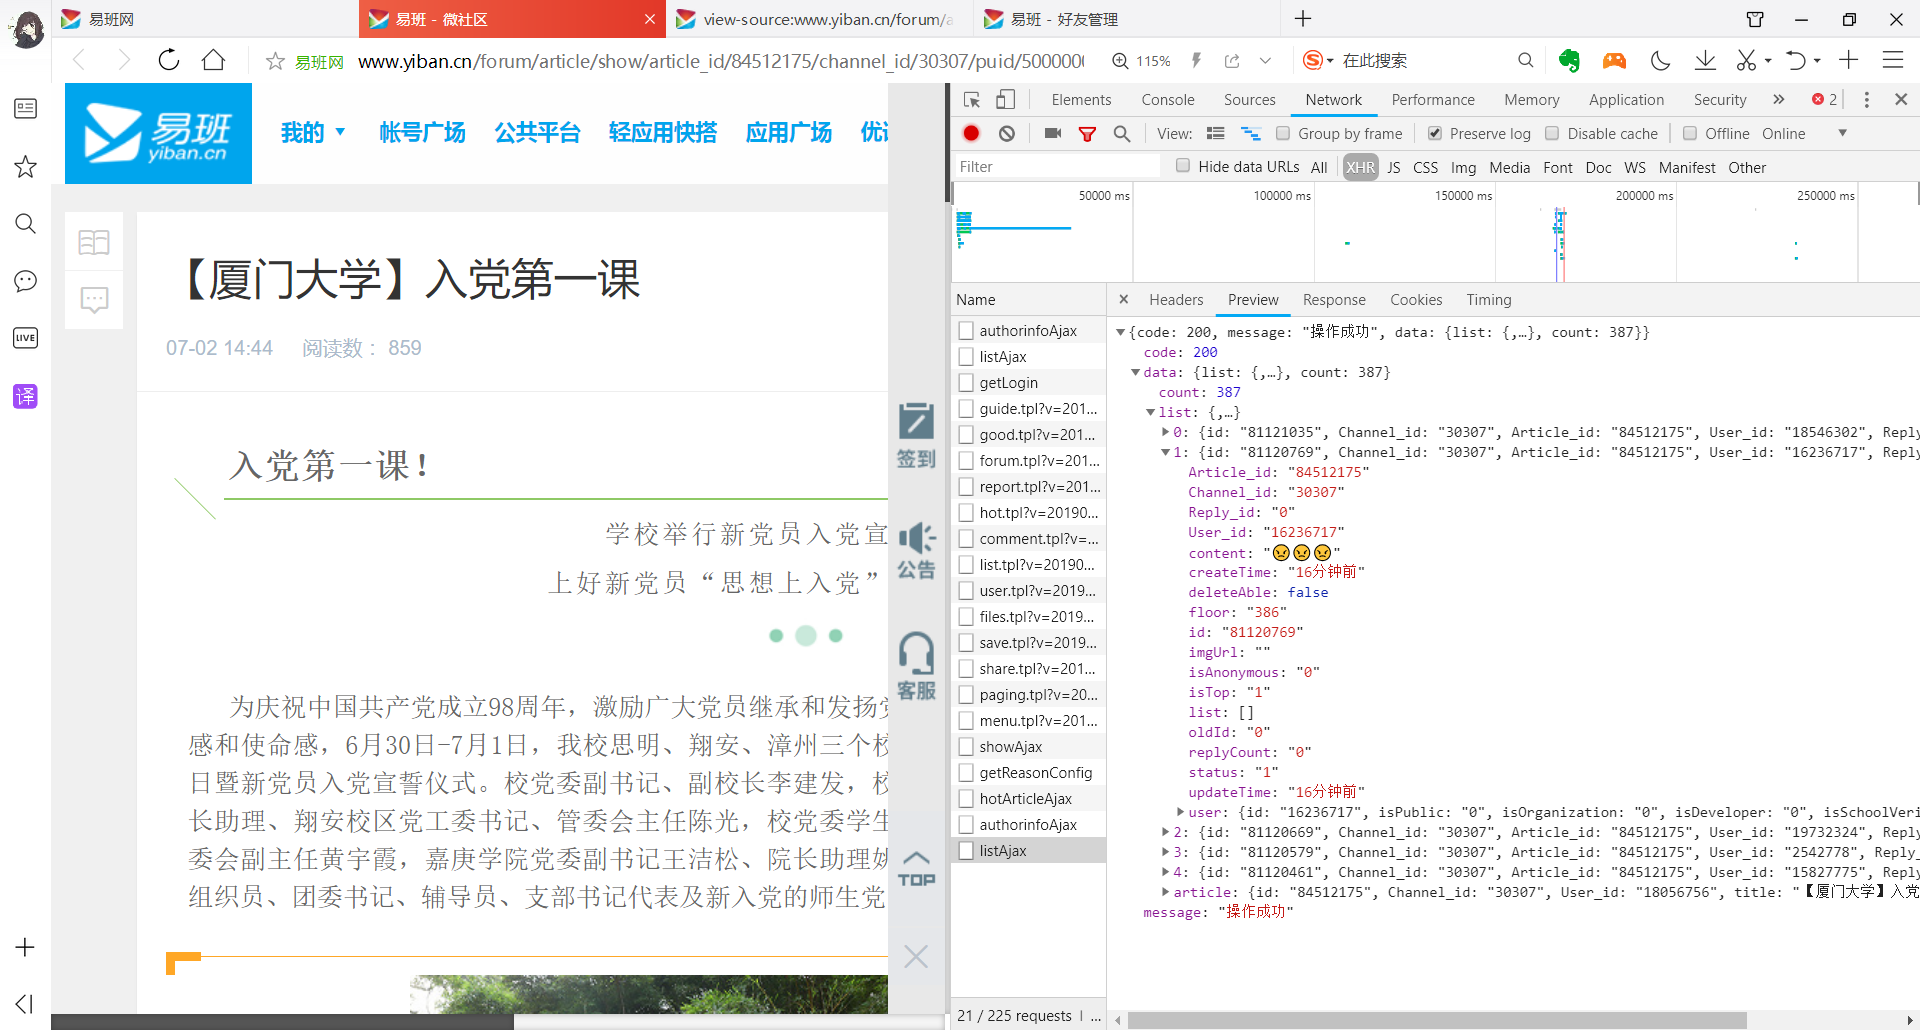 易班网
易班 - 微社区
view-source:www.yiban.cn/forum/a
易班 - 好友管理
易班网 www.yiban.cn/forum/article/show/article_id/84512175/channel_id/30307/puid/5000000
115%
在此搜索
LIVE
译
易班
yiban.cn
我的 ▼ 帐号广场 公共平台 轻应用快搭 应用广场 优课
【厦门大学】入党第一课
07-02 14:44 阅读数： 859
入党第一课！
学校举行新党员入党宣
上好新党员“思想上入党”
为庆祝中国共产党成立98周年，激励广大党员继承和发扬党
感和使命感，6月30日-7月1日，我校思明、翔安、漳州三个校
日暨新党员入党宣誓仪式。校党委副书记、副校长李建发，校
长助理、翔安校区党工委书记、管委会主任陈光，校党委学生
委会副主任黄宇霞，嘉庚学院党委副书记王洁松、院长助理
组织员、团委书记、辅导员、支部书记代表及新入党的师生党
签到
公告
客服
TOP
Elements Console Sources Network Performance Memory Application Security » 2
View: Group by frame Preserve log Disable cache Offline Online ▼
Filter Hide data URLs All XHR JS CSS Img Media Font Doc WS Manifest Other
50000 ms 100000 ms 150000 ms 200000 ms 250000 ms
Name
authorinfoAjax
listAjax
getLogin
guide.tpl?v=201...
good.tpl?v=201...
forum.tpl?v=201...
report.tpl?v=201...
hot.tpl?v=20190...
comment.tpl?v=...
list.tpl?v=20190...
user.tpl?v=2019...
files.tpl?v=2019...
save.tpl?v=2019...
share.tpl?v=201...
paging.tpl?v=20...
menu.tpl?v=201...
showAjax
getReasonConfig
hotArticleAjax
authorinfoAjax
listAjax
21 / 225 requests | ...
× Headers Preview Response Cookies Timing
▼{code: 200, message: "操作成功", data: {list: {,…}, count: 387}}
code: 200
▼data: {list: {,…}, count: 387}
count: 387
▼list: {,…}
▶0: {id: "81121035", Channel_id: "30307", Article_id: "84512175", User_id: "18546302", Reply
▼1: {id: "81120769", Channel_id: "30307", Article_id: "84512175", User_id: "16236717", Reply
Article_id: "84512175"
Channel_id: "30307"
Reply_id: "0"
User_id: "16236717"
content: "😠😠😠"
createTime: "16分钟前"
deleteAble: false
floor: "386"
id: "81120769"
imgUrl: ""
isAnonymous: "0"
isTop: "1"
list: []
oldId: "0"
replyCount: "0"
status: "1"
updateTime: "16分钟前"
▶user: {id: "16236717", isPublic: "0", isOrganization: "0", isDeveloper: "0", isSchoolVeri
▶2: {id: "81120669", Channel_id: "30307", Article_id: "84512175", User_id: "19732324", Reply
▶3: {id: "81120579", Channel_id: "30307", Article_id: "84512175", User_id: "2542778", Reply_
▶4: {id: "81120461", Channel_id: "30307", Article_id: "84512175", User_id: "15827775", Reply
▶article: {id: "84512175", Channel_id: "30307", User_id: "18056756", title: "【厦门大学】入党
message: "操作成功"